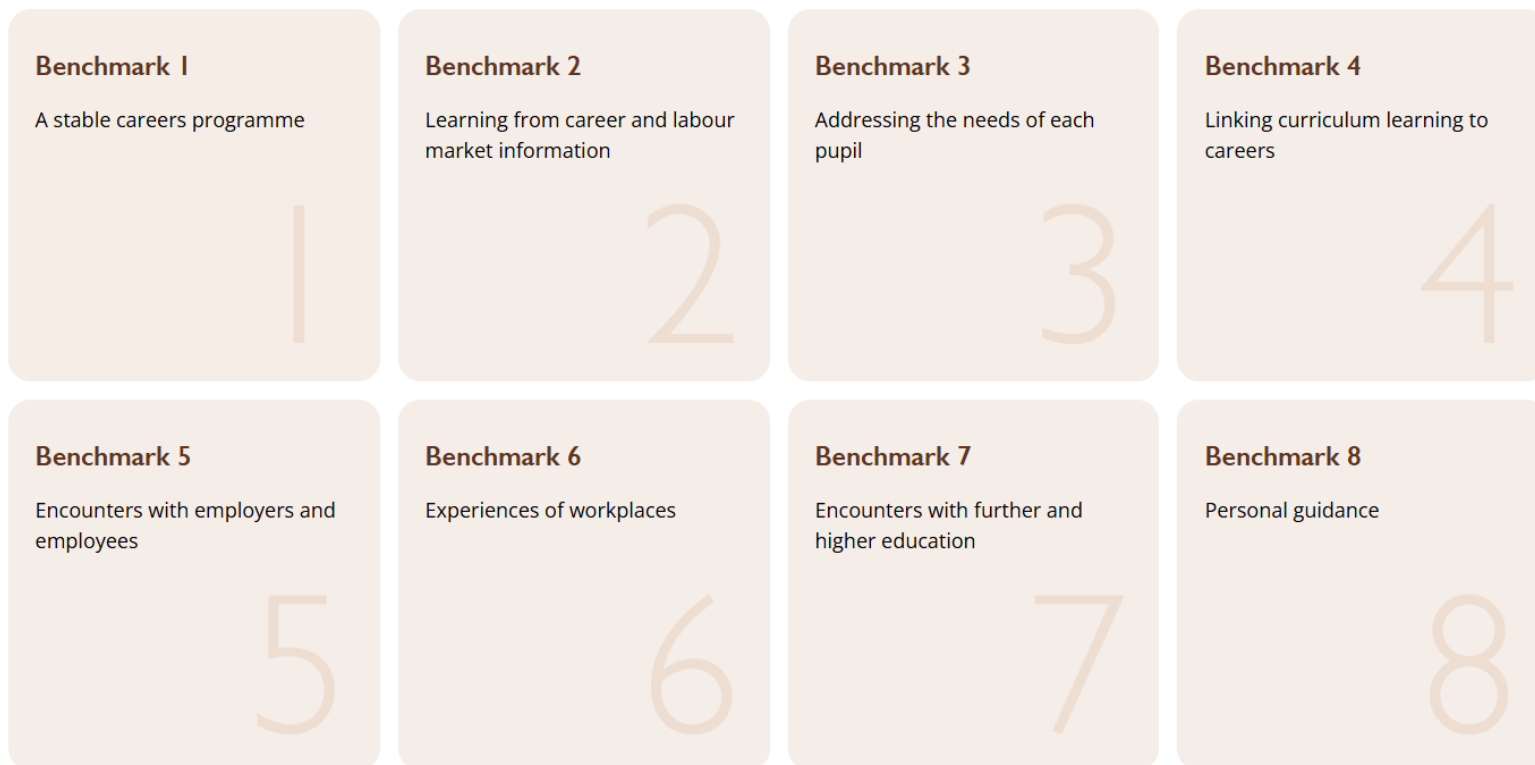 Benchmark 1
A stable careers programme
1
Benchmark 2
Learning from career and labour
market information
2
Benchmark 3
Addressing the needs of each
pupil
3
Benchmark 4
Linking curriculum learning to
careers
4
Benchmark 5
Encounters with employers and
employees
5
Benchmark 6
Experiences of workplaces
6
Benchmark 7
Encounters with further and
higher education
7
Benchmark 8
Personal guidance
8